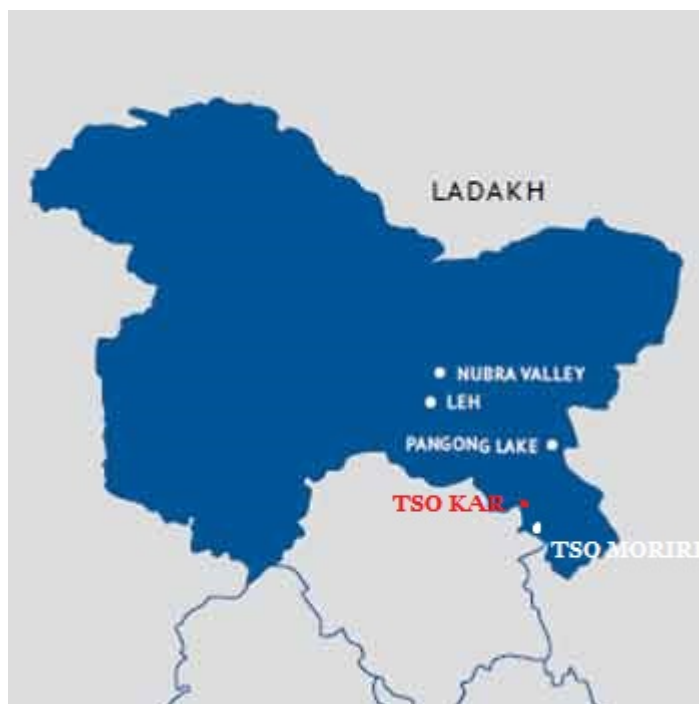 LADAKH
NUBRA VALLEY
LEH
PANGONG LAKE
TSO KAR
TSO MORIRI